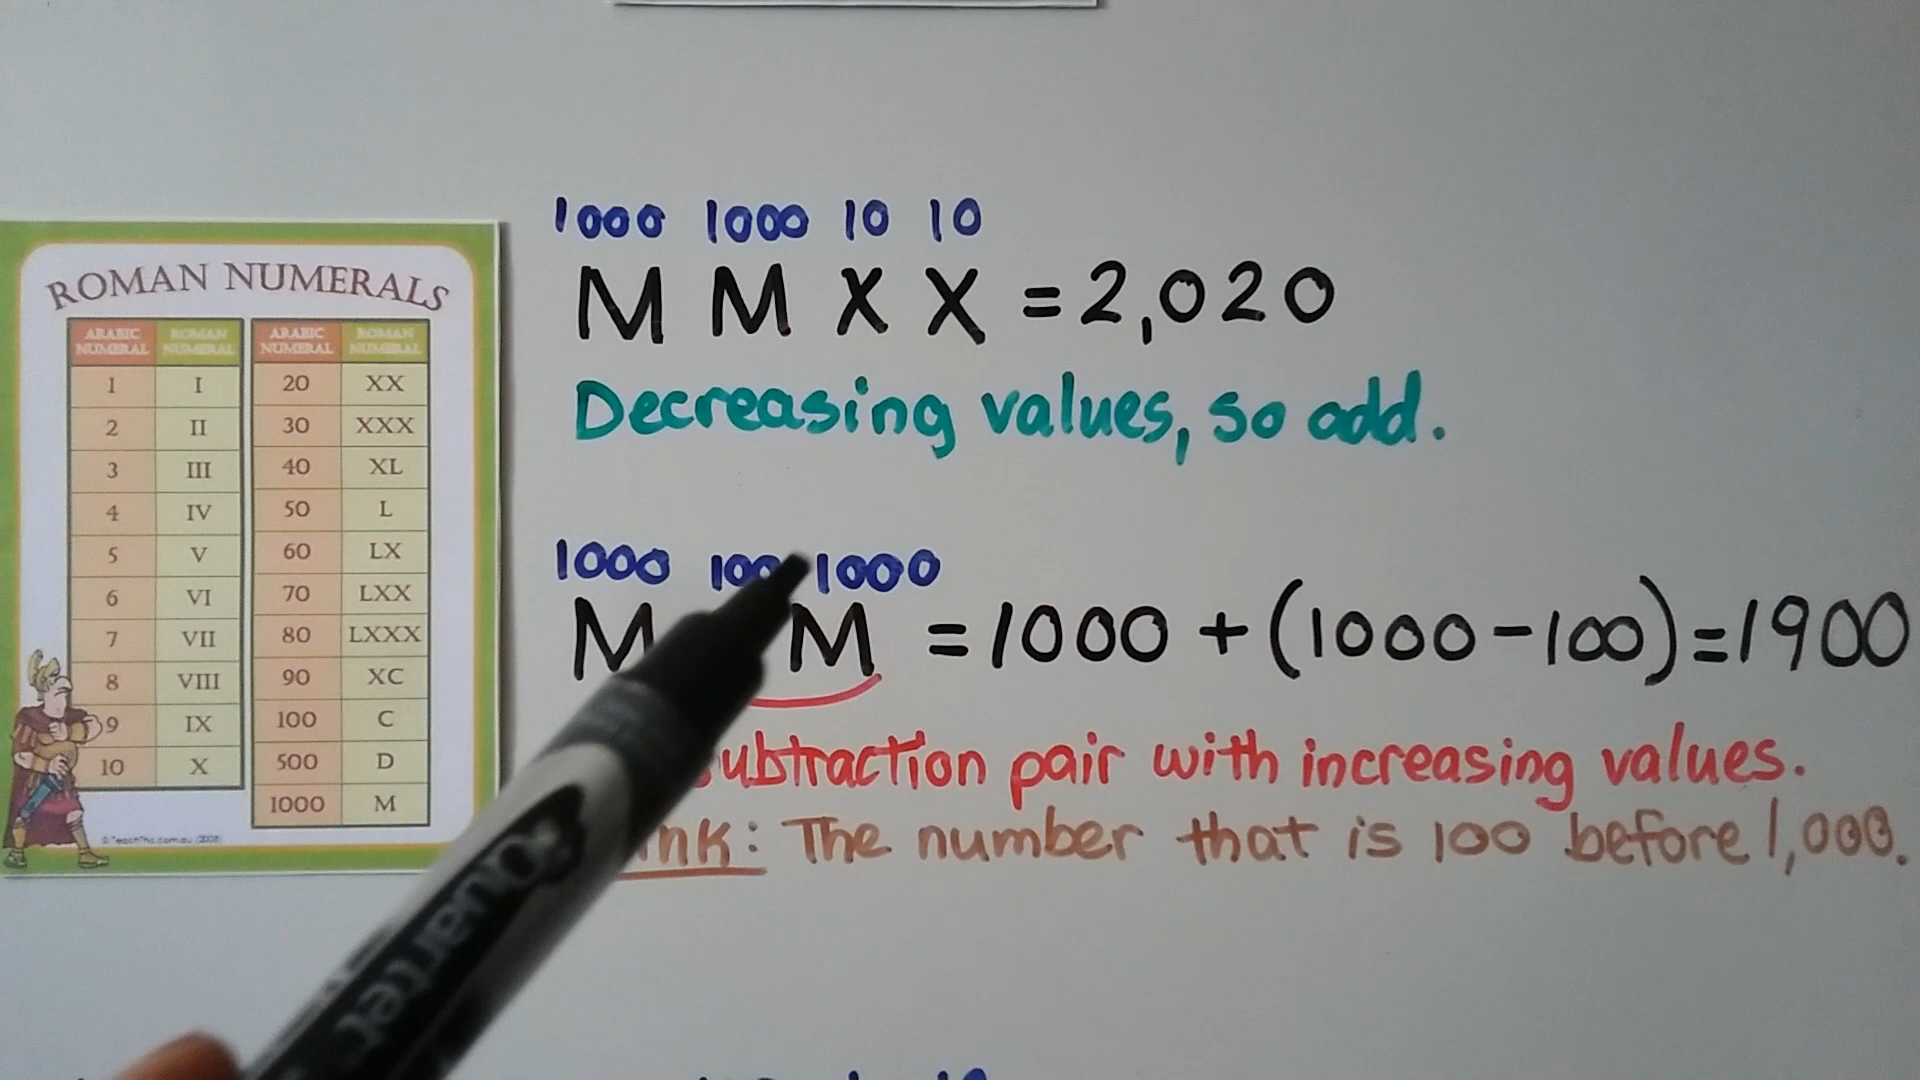 ROMAN NUMERALS
ARABIC NUMERAL ROMAN NUMERAL ARABIC NUMERAL ROMAN NUMERAL
1 I 20 XX
2 II 30 XXX
3 III 40 XL
4 IV 50 L
5 V 60 LX
6 VI 70 LXX
7 VII 80 LXXX
8 VIII 90 XC
9 IX 100 C
10 X 500 D
1000 M
1000 1000 10 10
M M X X = 2,020
Decreasing values, so add.
1000 100 1000
M M = 1000 + (1000 - 100) = 1900
subtraction pair with increasing values.
The number that is 100 before 1,000.
Quartet